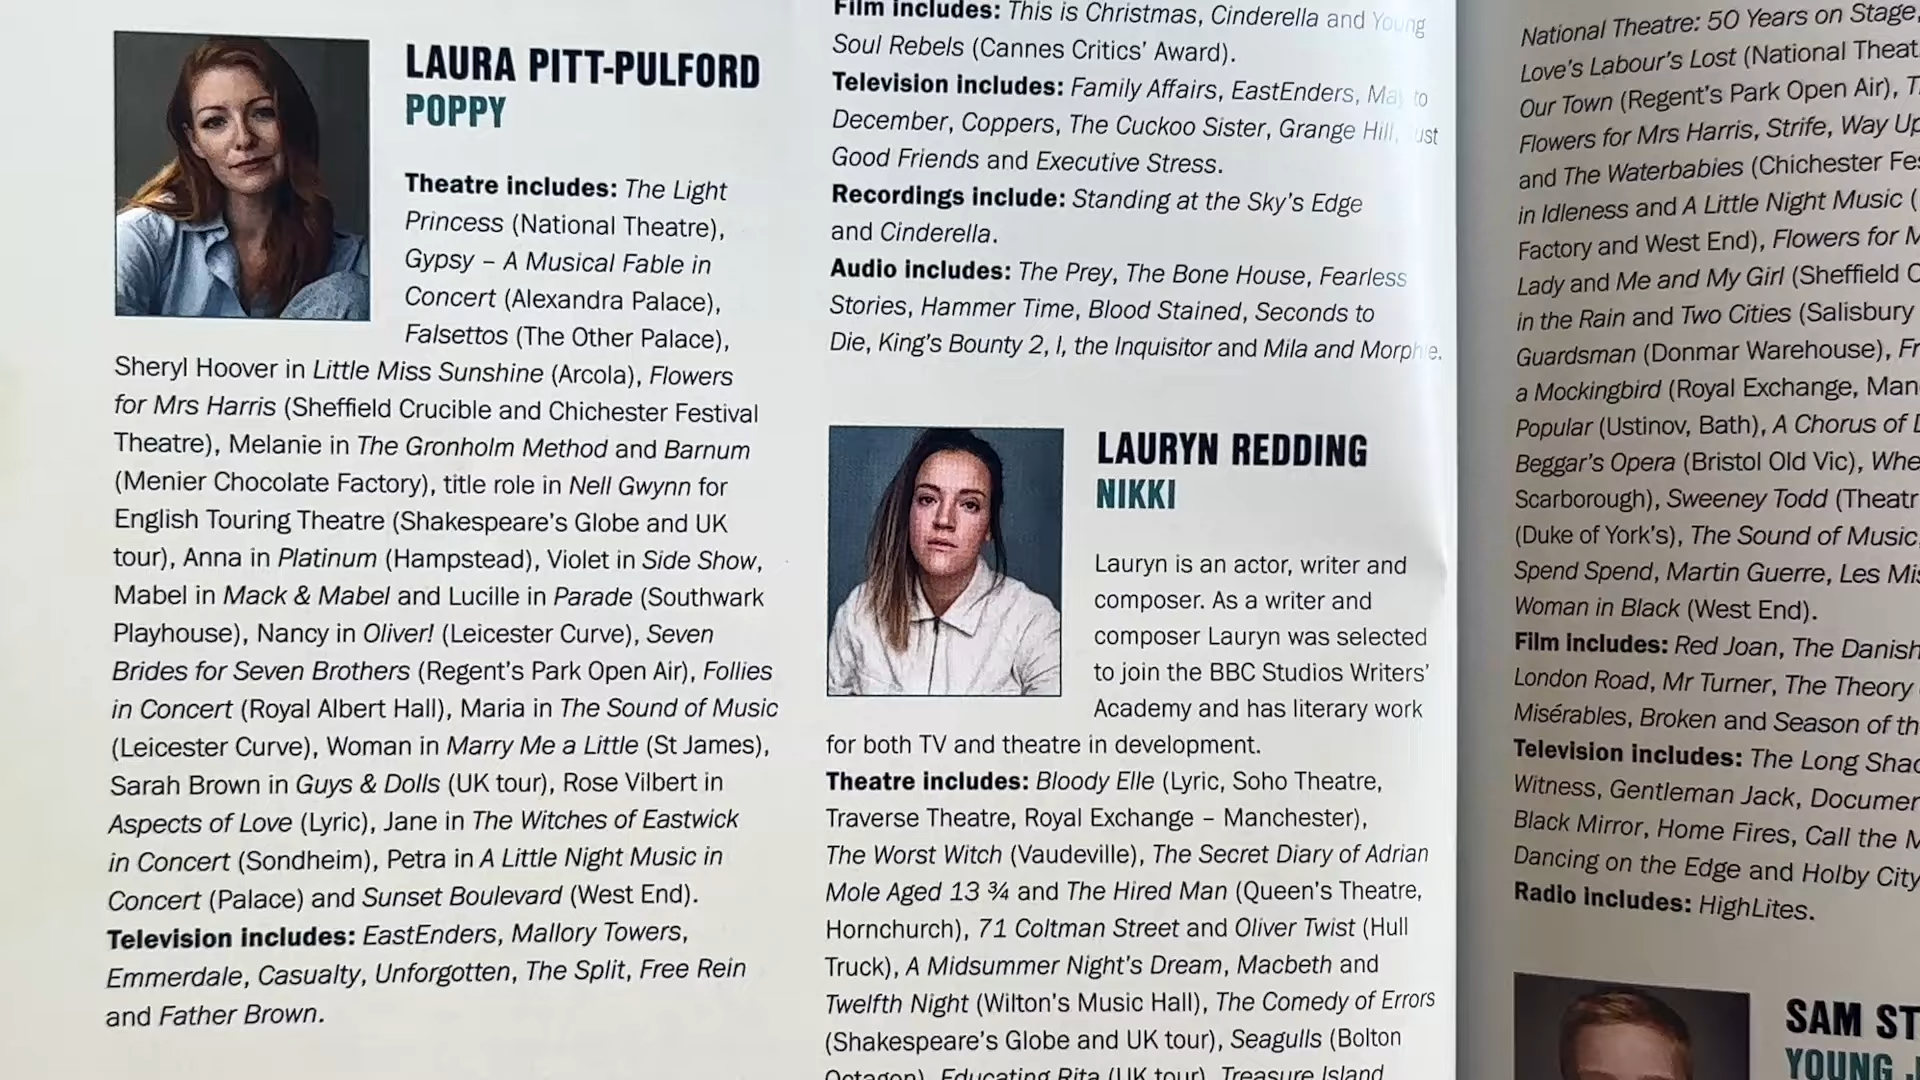 LAURA PITT-PULFORD
POPPY
Theatre includes: The Light
Princess (National Theatre),
Gypsy – A Musical Fable in
Concert (Alexandra Palace),
Falsettos (The Other Palace),
Sheryl Hoover in Little Miss Sunshine (Arcola), Flowers
for Mrs Harris (Sheffield Crucible and Chichester Festival
Theatre), Melanie in The Gronholm Method and Barnum
(Menier Chocolate Factory), title role in Nell Gwynn for
English Touring Theatre (Shakespeare's Globe and UK
tour), Anna in Platinum (Hampstead), Violet in Side Show,
Mabel in Mack & Mabel and Lucille in Parade (Southwark
Playhouse), Nancy in Oliver! (Leicester Curve), Seven
Brides for Seven Brothers (Regent's Park Open Air), Follies
in Concert (Royal Albert Hall), Maria in The Sound of Music
(Leicester Curve), Woman in Marry Me a Little (St James),
Sarah Brown in Guys & Dolls (UK tour), Rose Vilbert in
Aspects of Love (Lyric), Jane in The Witches of Eastwick
in Concert (Sondheim), Petra in A Little Night Music in
Concert (Palace) and Sunset Boulevard (West End).
Television includes: EastEnders, Mallory Towers,
Emmerdale, Casualty, Unforgotten, The Split, Free Rein
and Father Brown.
Film includes: This is Christmas, Cinderella and Young
Soul Rebels (Cannes Critics' Award).
Television includes: Family Affairs, EastEnders, May to
December, Coppers, The Cuckoo Sister, Grange Hill, Just
Good Friends and Executive Stress.
Recordings include: Standing at the Sky's Edge
and Cinderella.
Audio includes: The Prey, The Bone House, Fearless
Stories, Hammer Time, Blood Stained, Seconds to
Die, King's Bounty 2, I, the Inquisitor and Mila and Morphie.
LAURYN REDDING
NIKKI
Lauryn is an actor, writer and
composer. As a writer and
composer Lauryn was selected
to join the BBC Studios Writers'
Academy and has literary work
for both TV and theatre in development.
Theatre includes: Bloody Elle (Lyric, Soho Theatre,
Traverse Theatre, Royal Exchange – Manchester),
The Worst Witch (Vaudeville), The Secret Diary of Adrian
Mole Aged 13 ¾ and The Hired Man (Queen's Theatre,
Hornchurch), 71 Coltman Street and Oliver Twist (Hull
Truck), A Midsummer Night's Dream, Macbeth and
Twelfth Night (Wilton's Music Hall), The Comedy of Errors
(Shakespeare's Globe and UK tour), Seagulls (Bolton
Octagon), Educating Rita (UK tour), Treasure Island
National Theatre: 50 Years on Stage,
Love's Labour's Lost (National
Our Town (Regent's Park Open Air),
Flowers for Mrs Harris, Strife, Way
and The Waterbabies (Chichester
in Idleness and A Little Night Music (
Factory and West End), Flowers for
Lady and Me and My Girl (Sheffield
in the Rain and Two Cities (Salisbury
Guardsman (Donmar Warehouse),
a Mockingbird (Royal Exchange,
Popular (Ustinov, Bath), A Chorus of
Beggar's Opera (Bristol Old Vic),
Scarborough), Sweeney Todd
(Duke of York's), The Sound of Music,
Spend Spend, Martin Guerre, Les
Woman in Black (West End).
Film includes: Red Joan, The Danish
London Road, Mr Turner, The Theory
Misérables, Broken and Season of
Television includes: The Long
Witness, Gentleman Jack,
Black Mirror, Home Fires, Call the
Dancing on the Edge and Holby City
Radio includes: HighLites.
SAM
YOUNG